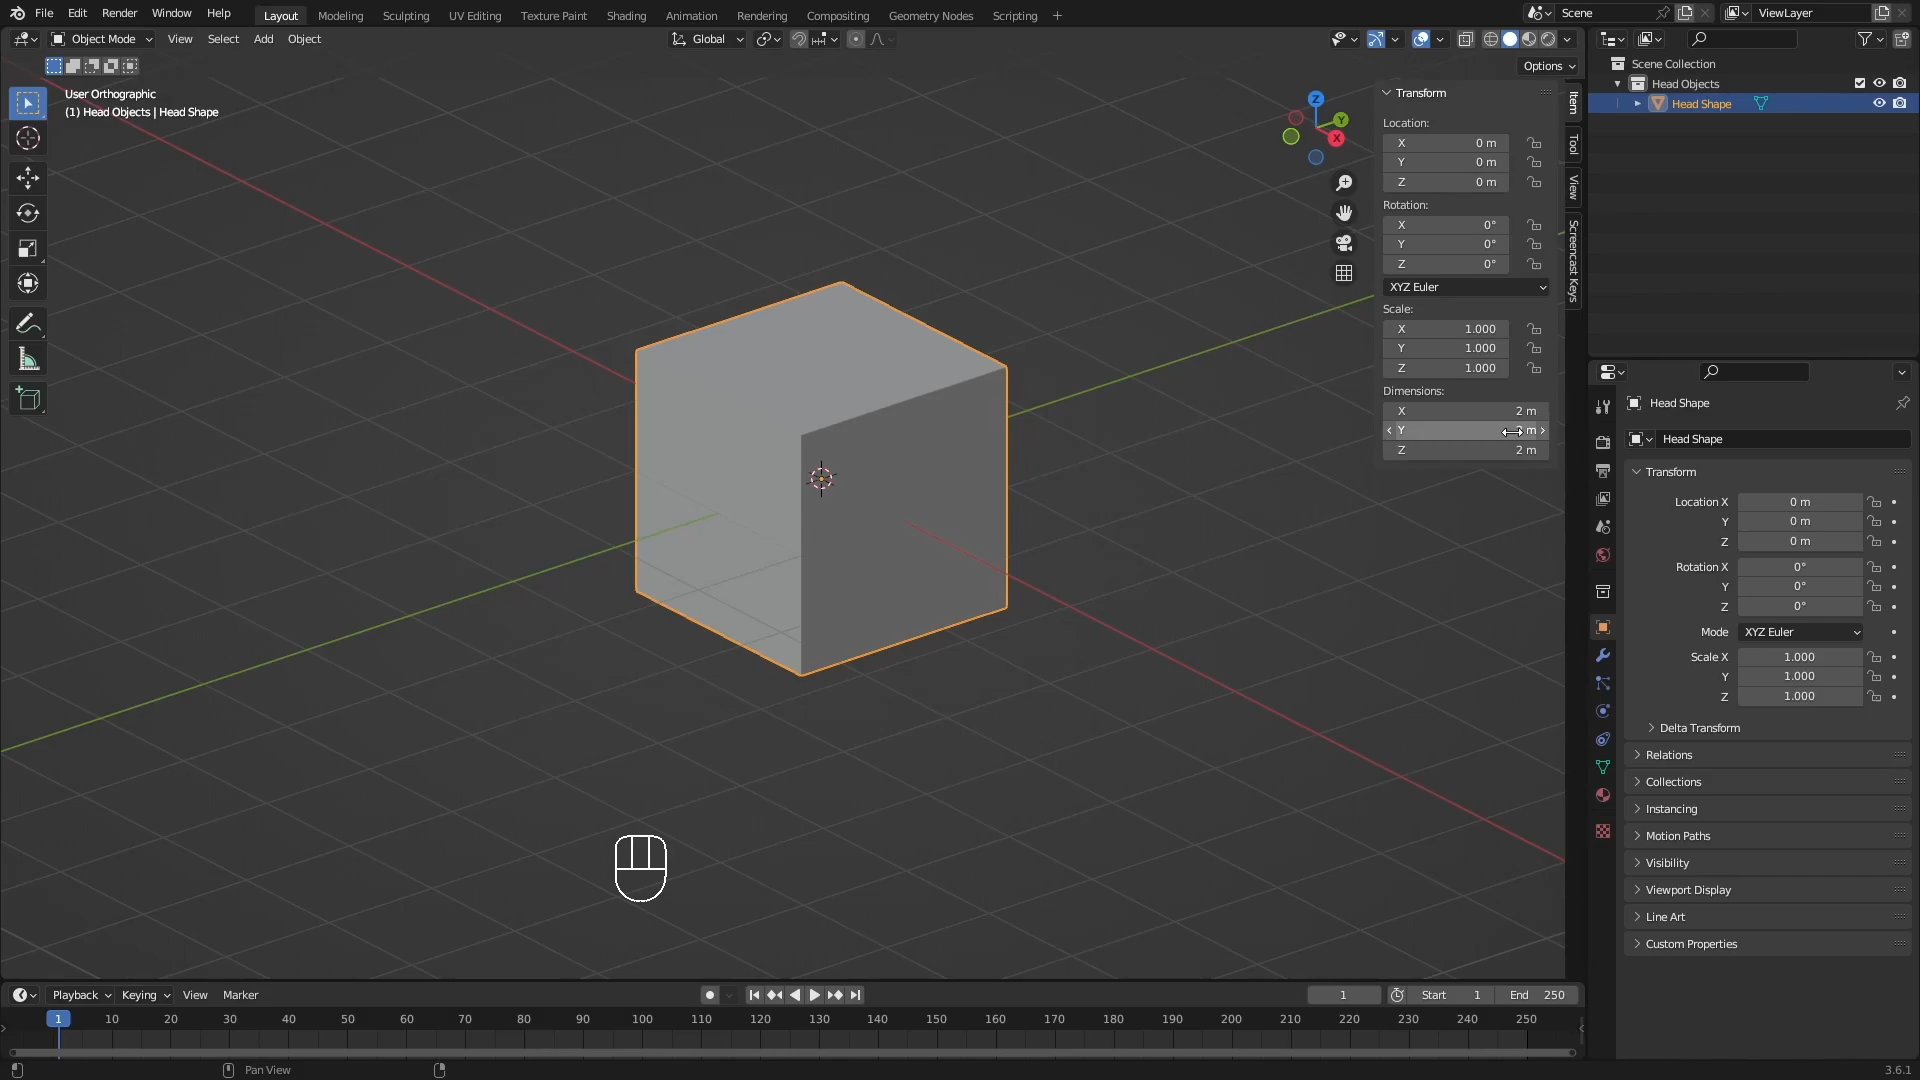 File Edit Render Window Help Layout Modeling Sculpting UV Editing Texture Paint Shading Animation Rendering Compositing Geometry Nodes Scripting + Scene ViewLayer
Object Mode View Select Add Object Global
Options
User Orthographic
(1) Head Objects | Head Shape
Z
Y
X
Transform
Location:
X 0 m
Y 0 m
Z 0 m
Rotation:
X 0°
Y 0°
Z 0°
XYZ Euler
Scale:
X 1.000
Y 1.000
Z 1.000
Dimensions:
X 2 m
Y m
Z 2 m
Item
Tool
View
Screencast Keys
Scene Collection
Head Objects
Head Shape
Head Shape
Head Shape
Transform
Location X 0 m
Y 0 m
Z 0 m
Rotation X 0°
Y 0°
Z 0°
Mode XYZ Euler
Scale X 1.000
Y 1.000
Z 1.000
Delta Transform
Relations
Collections
Instancing
Motion Paths
Visibility
Viewport Display
Line Art
Custom Properties
Playback Keying View Marker 1 Start 1 End 250
1 10 20 30 40 50 60 70 80 90 100 110 120 130 140 150 160 170 180 190 200 210 220 230 240 250
Pan View 3.6.1